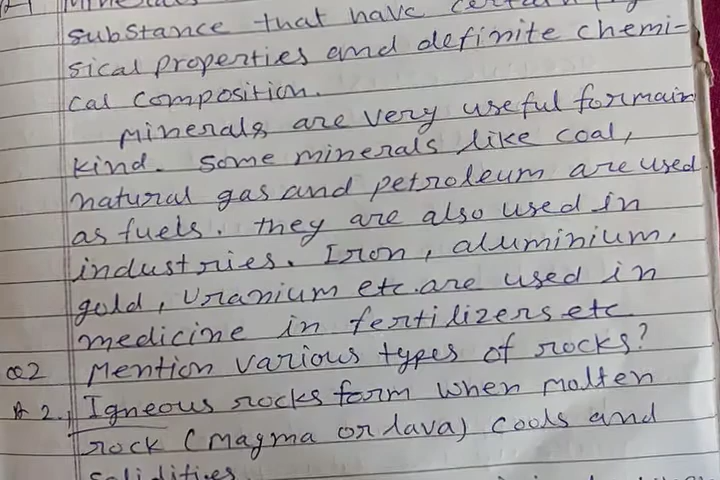 substance that have
sical properties and definite chemi-
cal composition.
minerals are very useful formain
kind. Some minerals like coal,
natural gas and petroleum are used
as fuels. they are also used in
industries. Iron, aluminium,
gold, Uranium etc. are used in
medicine in fertilizers etc
Q2 Mention various types of rocks?
A 2. Igneous rocks form when molten
rock (magma or lava) cools and
solidifies